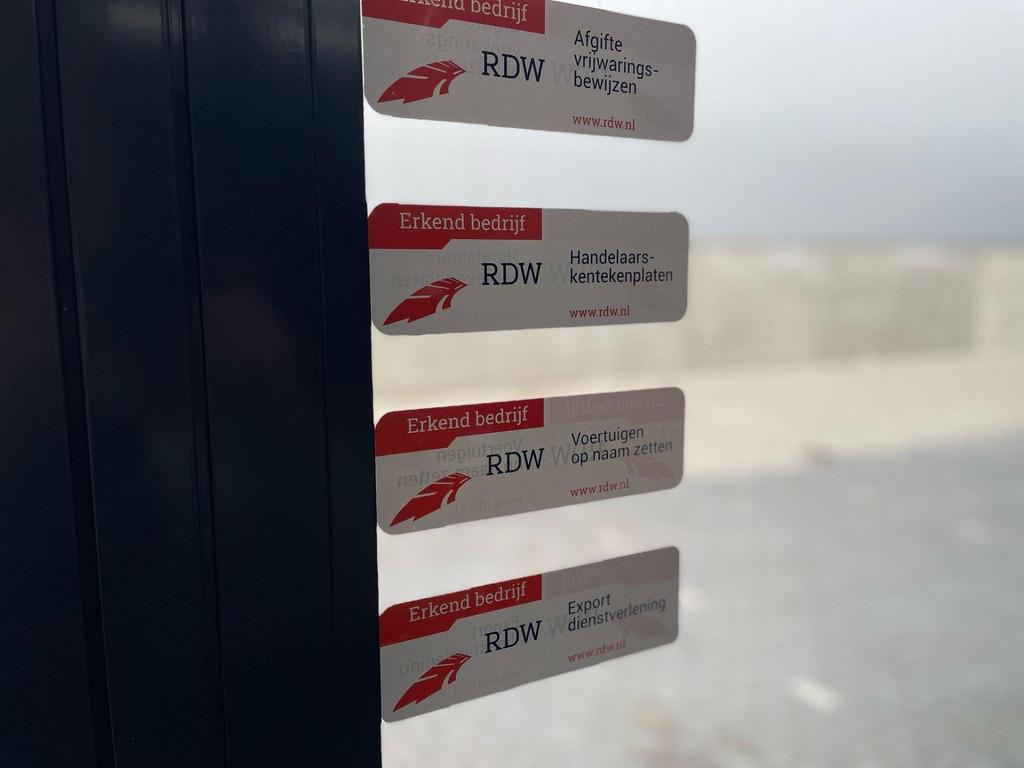 Erkend bedrijf
RDW
Afgifte
vrijwarings-
bewijzen
www.rdw.nl
Erkend bedrijf
RDW
Handelaars-
kentekenplaten
www.rdw.nl
Erkend bedrijf
RDW
Voertuigen
op naam zetten
www.rdw.nl
Erkend bedrijf
RDW
Export
dienstverlening
www.rdw.nl